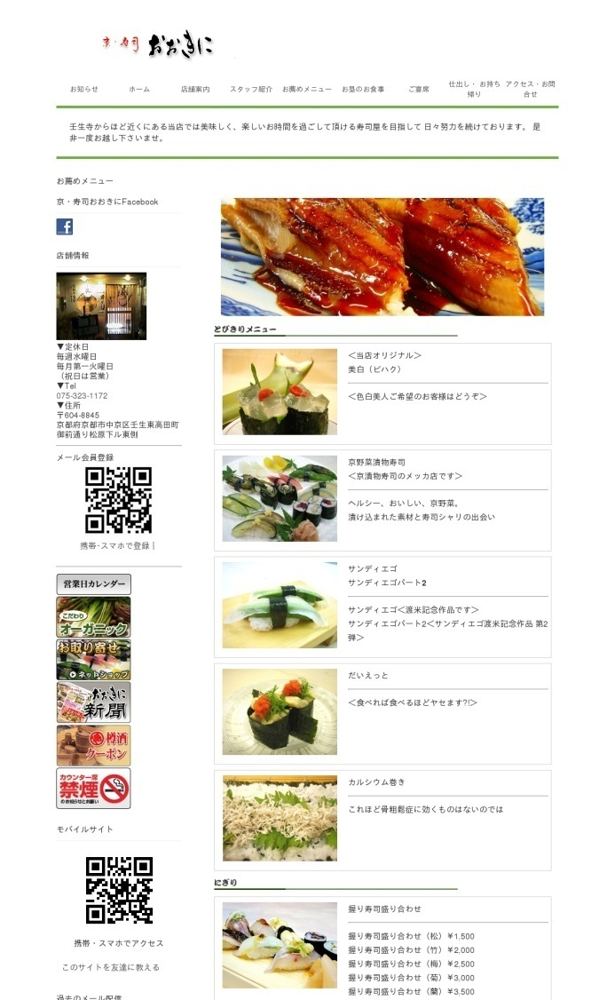 京・寿司 おおきに
お知らせ
ホーム
店舗案内
スタッフ紹介
お薦めメニュー
お昼のお食事
ご宴席
仕出し・ お持ち
帰り
アクセス・お問
合せ
壬生寺からほど近くにある当店では美味しく、楽しいお時間を過ごして頂ける寿司屋を目指して 日々努力を続けております。 是
非一度お越し下さいませ。
お薦めメニュー
京・寿司おおきにFacebook
f
店舗情報
▼定休日
毎週水曜日
毎月第一火曜日
（祝日は営業）
▼Tel
075-323-1172
▼住所
〒604-8845
京都府京都市中京区壬生東高田町
御前通り松原下ル東側
メール会員登録
携帯･スマホで登録｜
営業日カレンダー
こだわり
オーガニック
お取り寄せ
ネットショップ
おおきに
新聞
樽酒
クーポン
カウンター席
禁煙
のお知らせとお願い
モバイルサイト
携帯・スマホでアクセス
このサイトを友達に教える
過去のメール配信
とびきりメニュー
＜当店オリジナル＞
美白（ビハク）
＜色白美人ご希望のお客様はどうぞ＞
京野菜漬物寿司
＜京漬物寿司のメッカ店です＞
ヘルシー、おいしい、京野菜。
漬け込まれた素材と寿司シャリの出会い
サンディエゴ
サンディエゴパート2
サンディエゴ＜渡米記念作品です＞
サンディエゴパート2＜サンディエゴ渡米記念作品 第2
弾＞
だいえっと
＜食べれば食べるほどヤセます?!＞
カルシウム巻き
これほど骨粗鬆症に効くものはないのでは
にぎり
握り寿司盛り合わせ
握り寿司盛り合わせ（松）￥1,500
握り寿司盛り合わせ（竹）￥2,000
握り寿司盛り合わせ（梅）￥2,500
握り寿司盛り合わせ（菊）￥3,000
握り寿司盛り合わせ（蘭）￥3,500